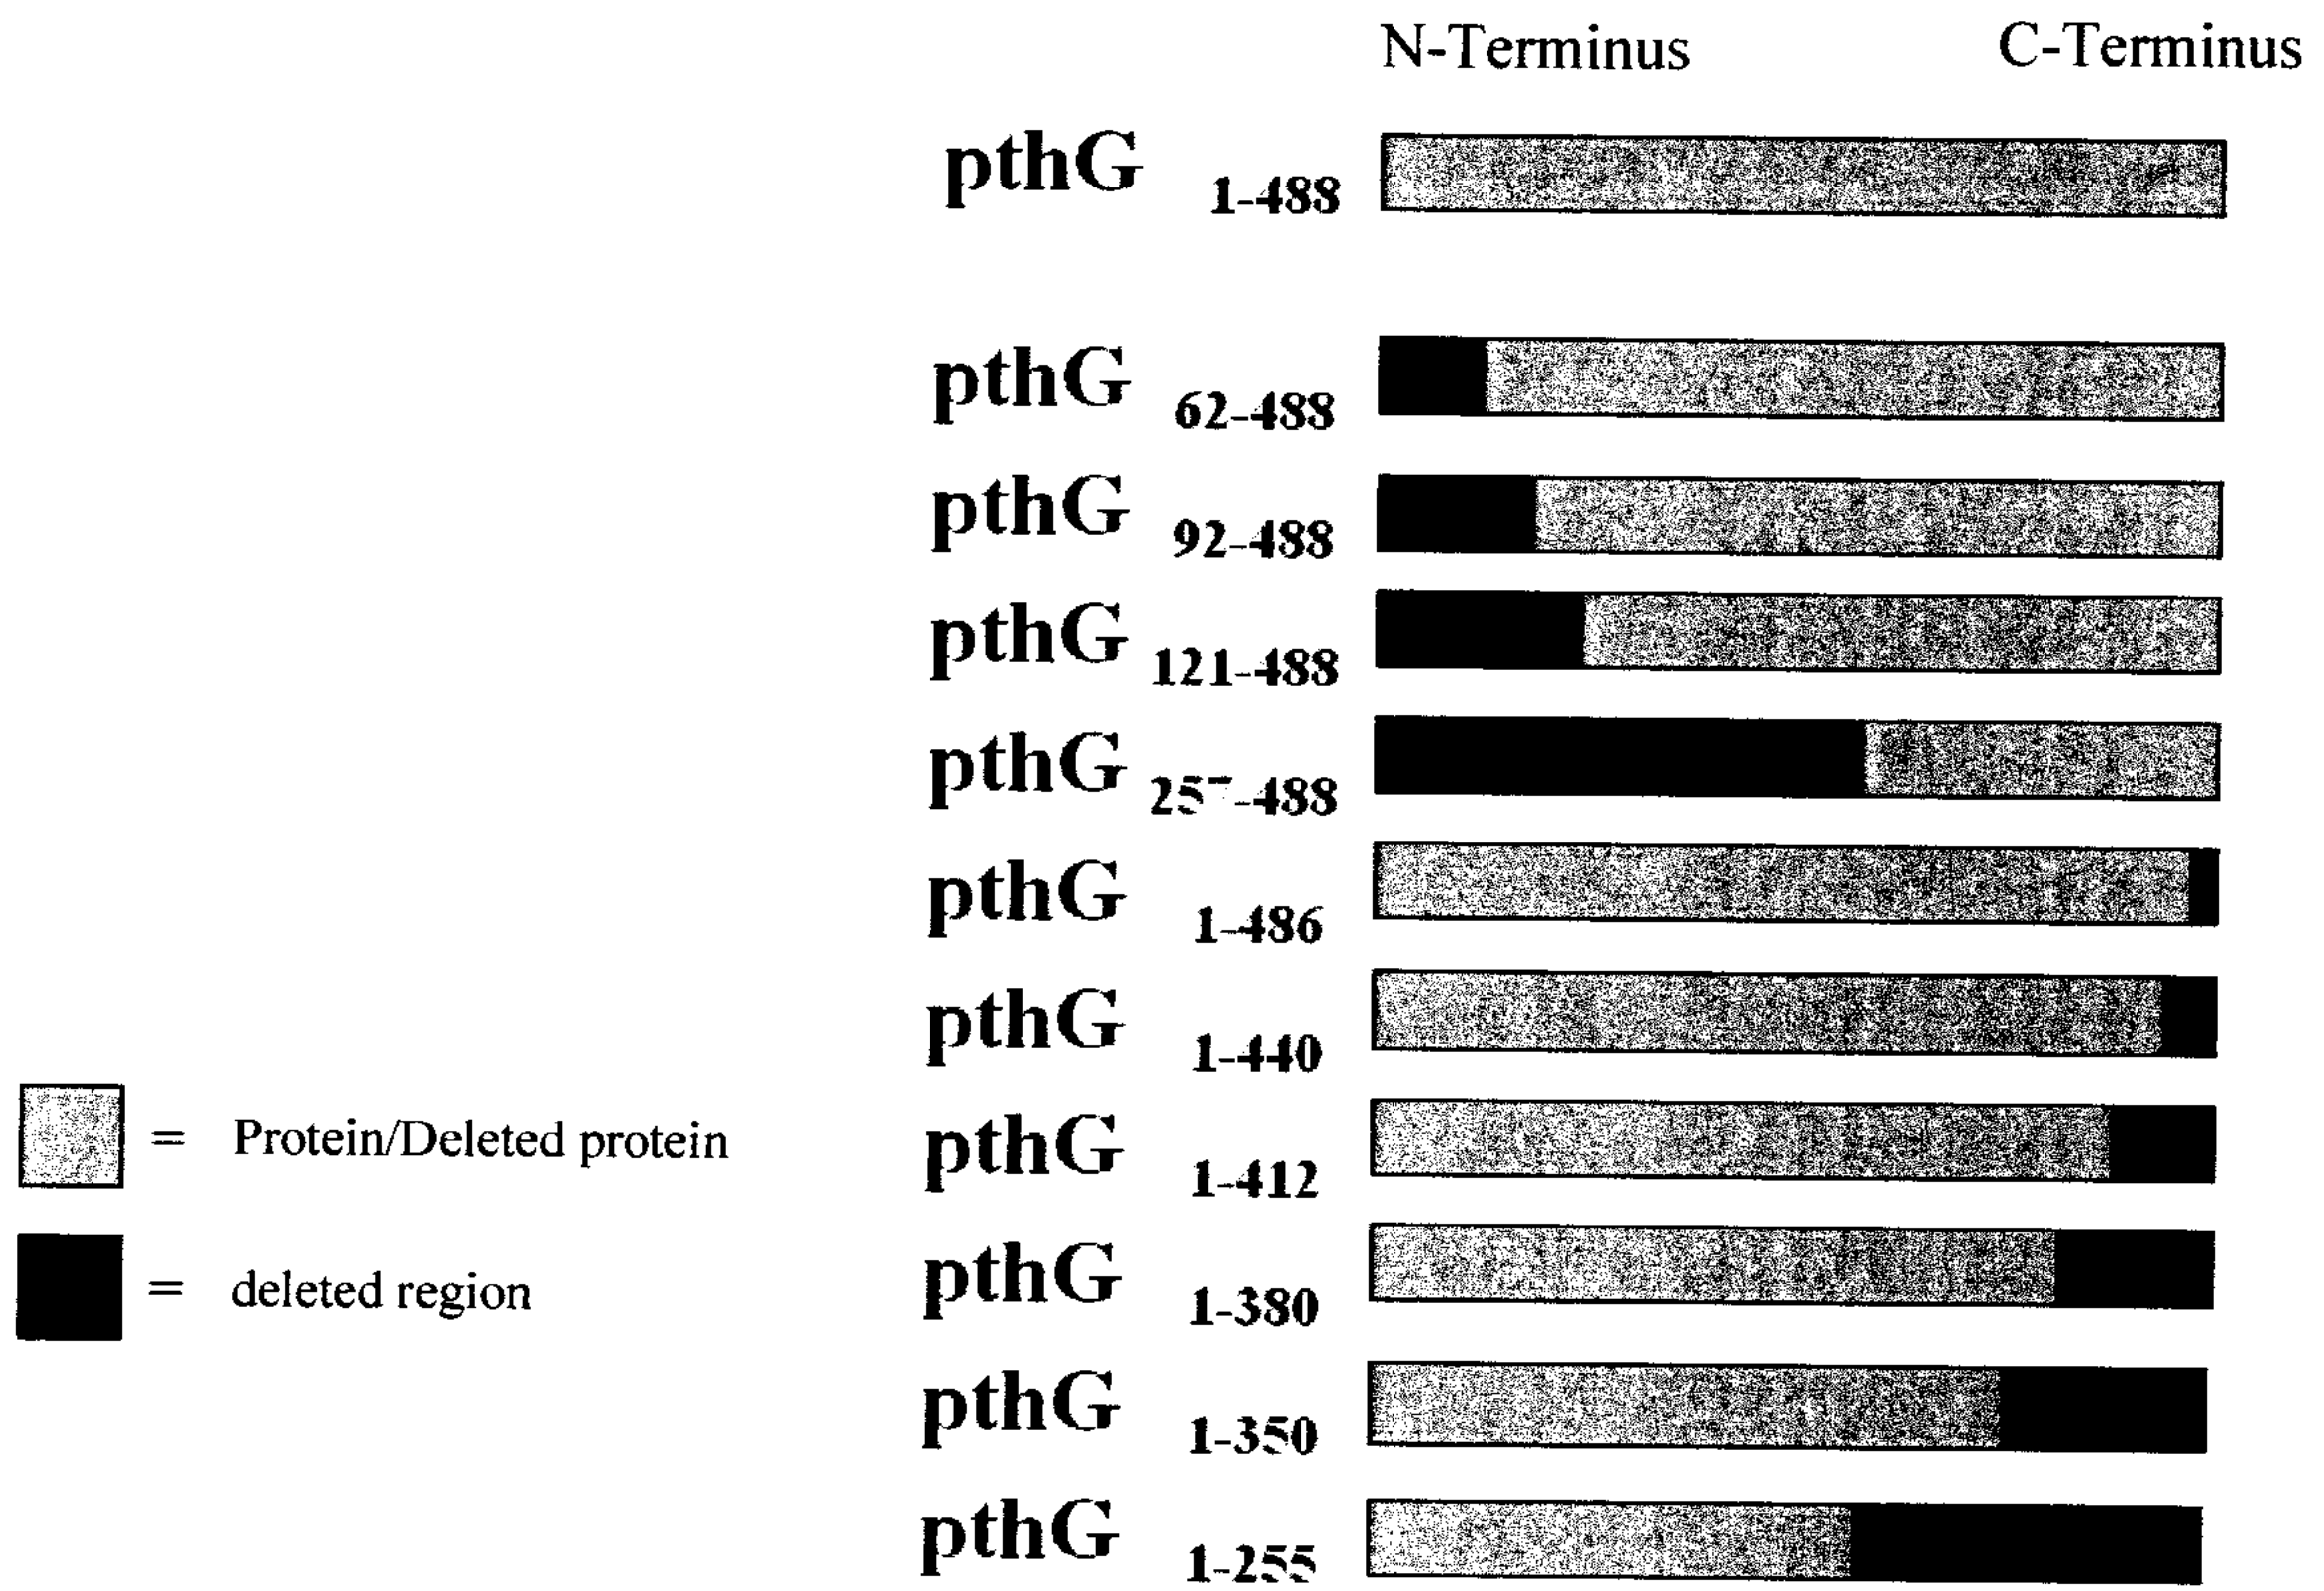 N-Terminus C-Terminus
pthG 1-488
pthG 62-488
pthG 92-488
pthG 121-488
pthG 257-488
pthG 1-486
pthG 1-440
= Protein/Deleted protein
pthG 1-412
= deleted region
pthG 1-380
pthG 1-350
pthG 1-255